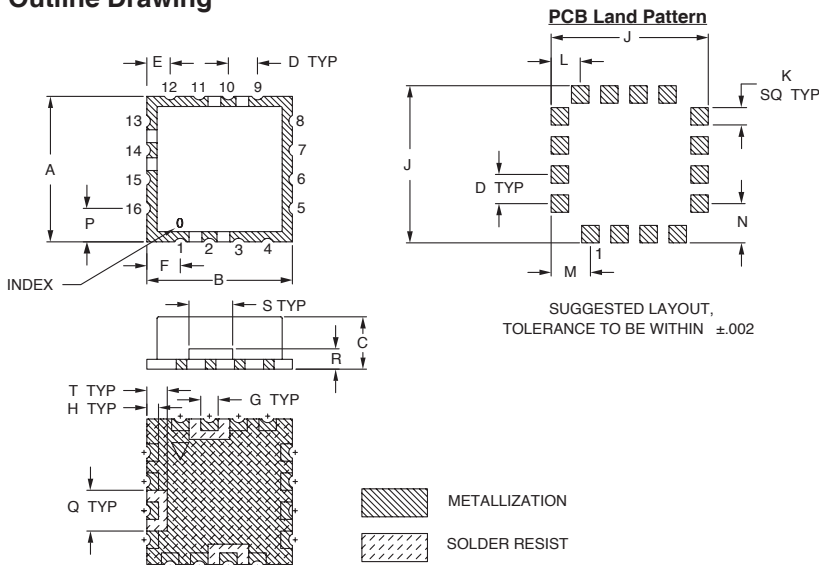 Outline Drawing
PCB Land Pattern
E
D TYP
12 11 10 9
13
14
15
16
8
7
6
5
A
P
0
1 2 3 4
F
B
INDEX
J
L
K
SQ TYP
J
D TYP
N
1
M
SUGGESTED LAYOUT,
TOLERANCE TO BE WITHIN ±.002
S TYP
C
R
T TYP
H TYP
G TYP
Q TYP
METALLIZATION
SOLDER RESIST